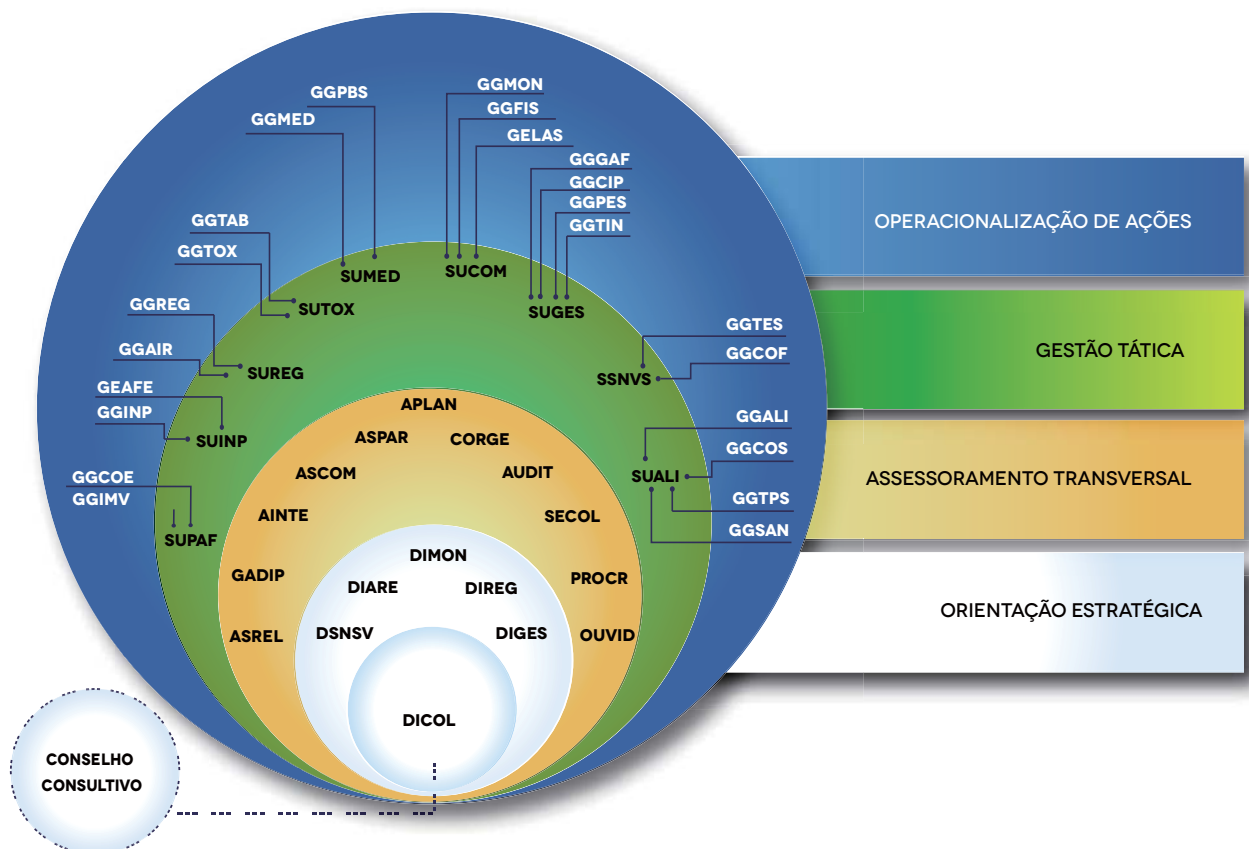 GGPBS
GGMED
GGMON
GGFIS
GELAS
GGGAF
GGCIP
GGPES
GGTIN
GGTAB
GGTOX
GGREG
GGAIR
GEAFE
GGINP
GGCOE
GGIMV
GGTES
GGCOF
GGALI
GGCOS
GGTPS
GGSAN
SUMED
SUCOM
SUTOX
SUGES
SUREG
SSNVS
SUINP
SUALI
SUPAF
APLAN
ASPAR
CORGE
ASCOM
AUDIT
AINTE
SECOL
GADIP
PROCR
ASREL
OUVID
DIMON
DIARE
DIREG
DSNSV
DIGES
DICOL
CONSELHO
CONSULTIVO
OPERACIONALIZAÇÃO DE AÇÕES
GESTÃO TÁTICA
ASSESSORAMENTO TRANSVERSAL
ORIENTAÇÃO ESTRATÉGICA